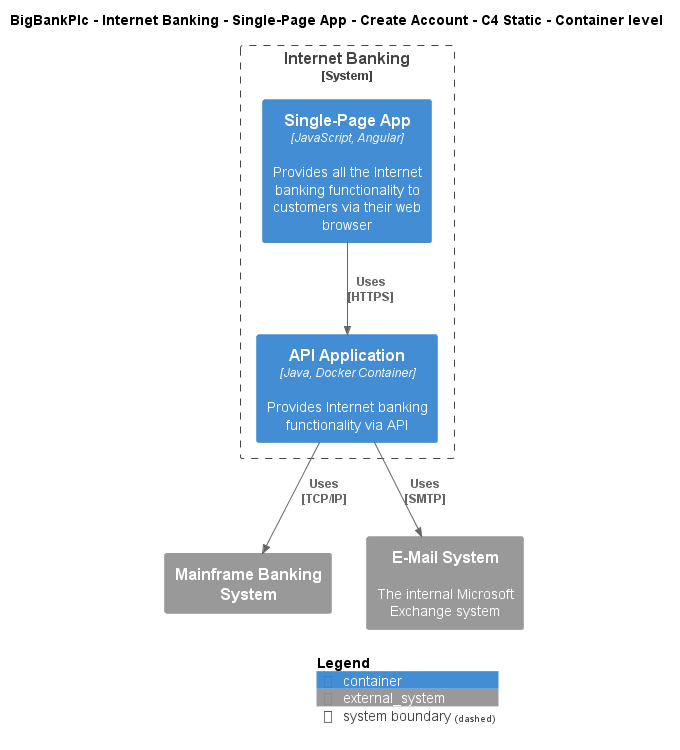 BigBankPlc - Internet Banking - Single-Page App - Create Account - C4 Static - Container level
Internet Banking
[System]
Single-Page App
[JavaScript, Angular]
Provides all the Internet
banking functionality to
customers via their web
browser
Uses
[HTTPS]
API Application
[Java, Docker Container]
Provides Internet banking
functionality via API
Uses
[TCP/IP]
Uses
[SMTP]
Mainframe Banking
System
E-Mail System
The internal Microsoft
Exchange system
Legend
container
external_system
system boundary (dashed)